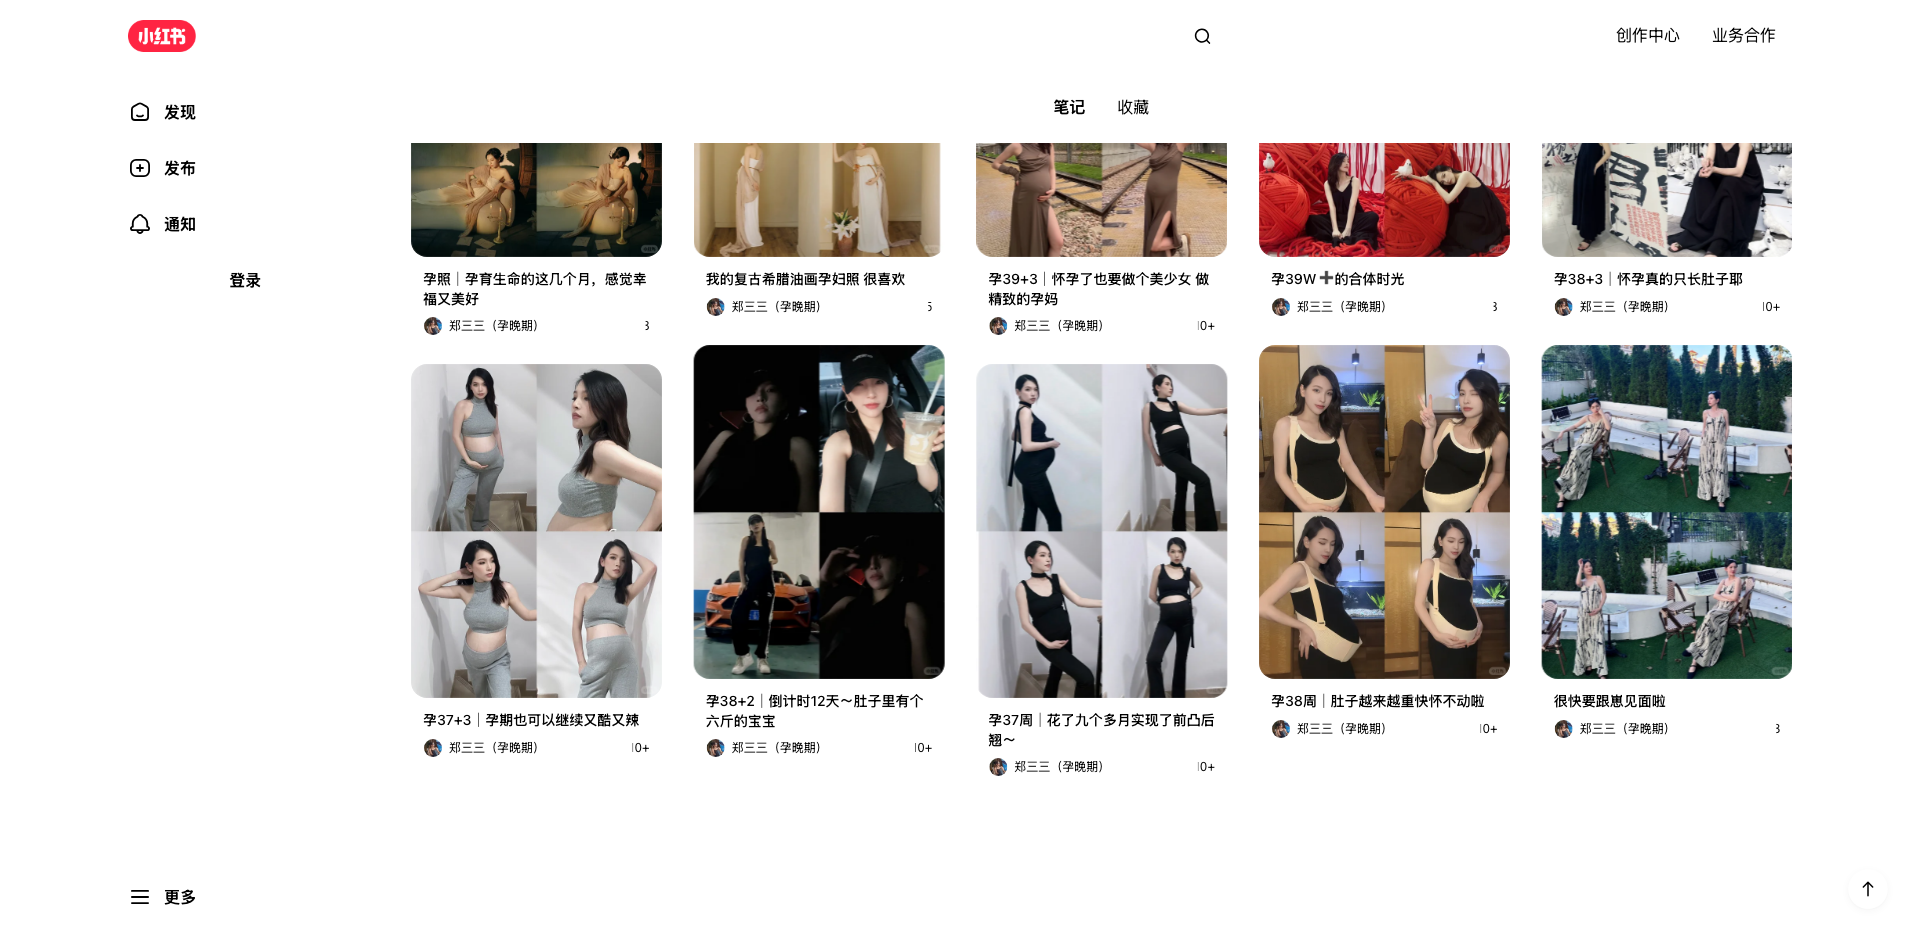 小红书
创作中心
业务合作
发现
发布
通知
登录
更多
笔记
收藏
孕照｜孕育生命的这几个月，感觉幸
福又美好
郑三三（孕晚期）
我的复古希腊油画孕妇照 很喜欢
郑三三（孕晚期）
孕39+3｜怀孕了也要做个美少女 做
精致的孕妈
郑三三（孕晚期）
10+
孕39W➕的合体时光
郑三三（孕晚期）
孕38+3｜怀孕真的只长肚子耶
郑三三（孕晚期）
10+
孕37+3｜孕期也可以继续又酷又辣
郑三三（孕晚期）
10+
孕38+2｜倒计时12天～肚子里有个
六斤的宝宝
郑三三（孕晚期）
10+
孕37周｜花了九个多月实现了前凸后
翘～
郑三三（孕晚期）
10+
孕38周｜肚子越来越重快怀不动啦
郑三三（孕晚期）
10+
很快要跟崽见面啦
郑三三（孕晚期）